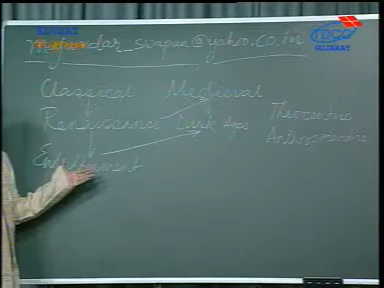 Majumdar_swapan@yahoo.co.in
Classical Medieval
Renaissance Dark Ages
Theocentric
Anthropocentric
Enlightenment